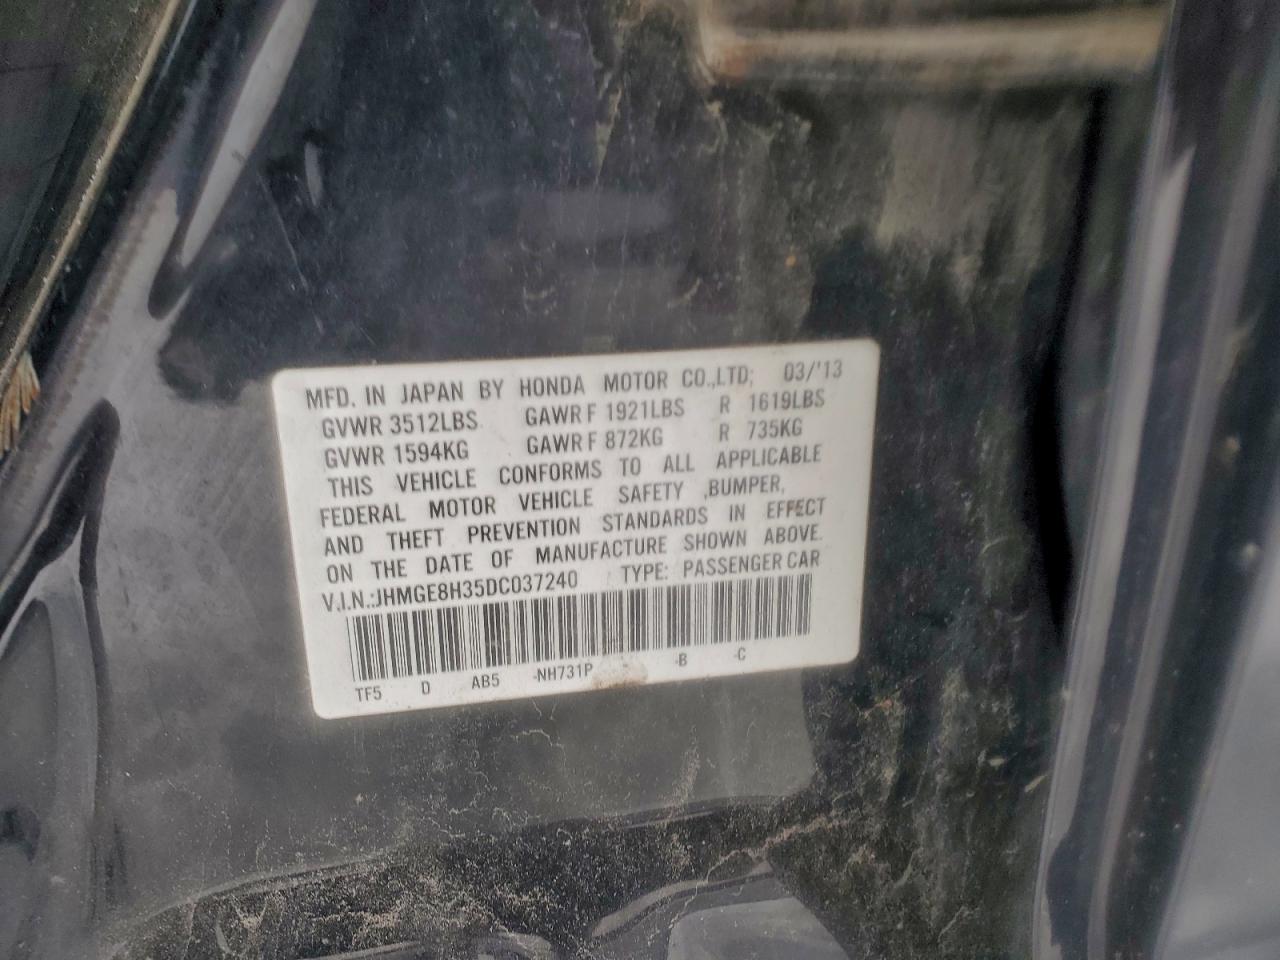 MFD. IN JAPAN BY HONDA MOTOR CO.,LTD; 03/'13
GVWR 3512LBS GAWR F 1921LBS R 1619LBS
GVWR 1594KG GAWR F 872KG R 735KG
THIS VEHICLE CONFORMS TO ALL APPLICABLE
FEDERAL MOTOR VEHICLE SAFETY ,BUMPER,
AND THEFT PREVENTION STANDARDS IN EFFECT
ON THE DATE OF MANUFACTURE SHOWN ABOVE.
V.I.N.:JHMGE8H35DC037240 TYPE: PASSENGER CAR
TF5 D AB5 -NH731P -B -C